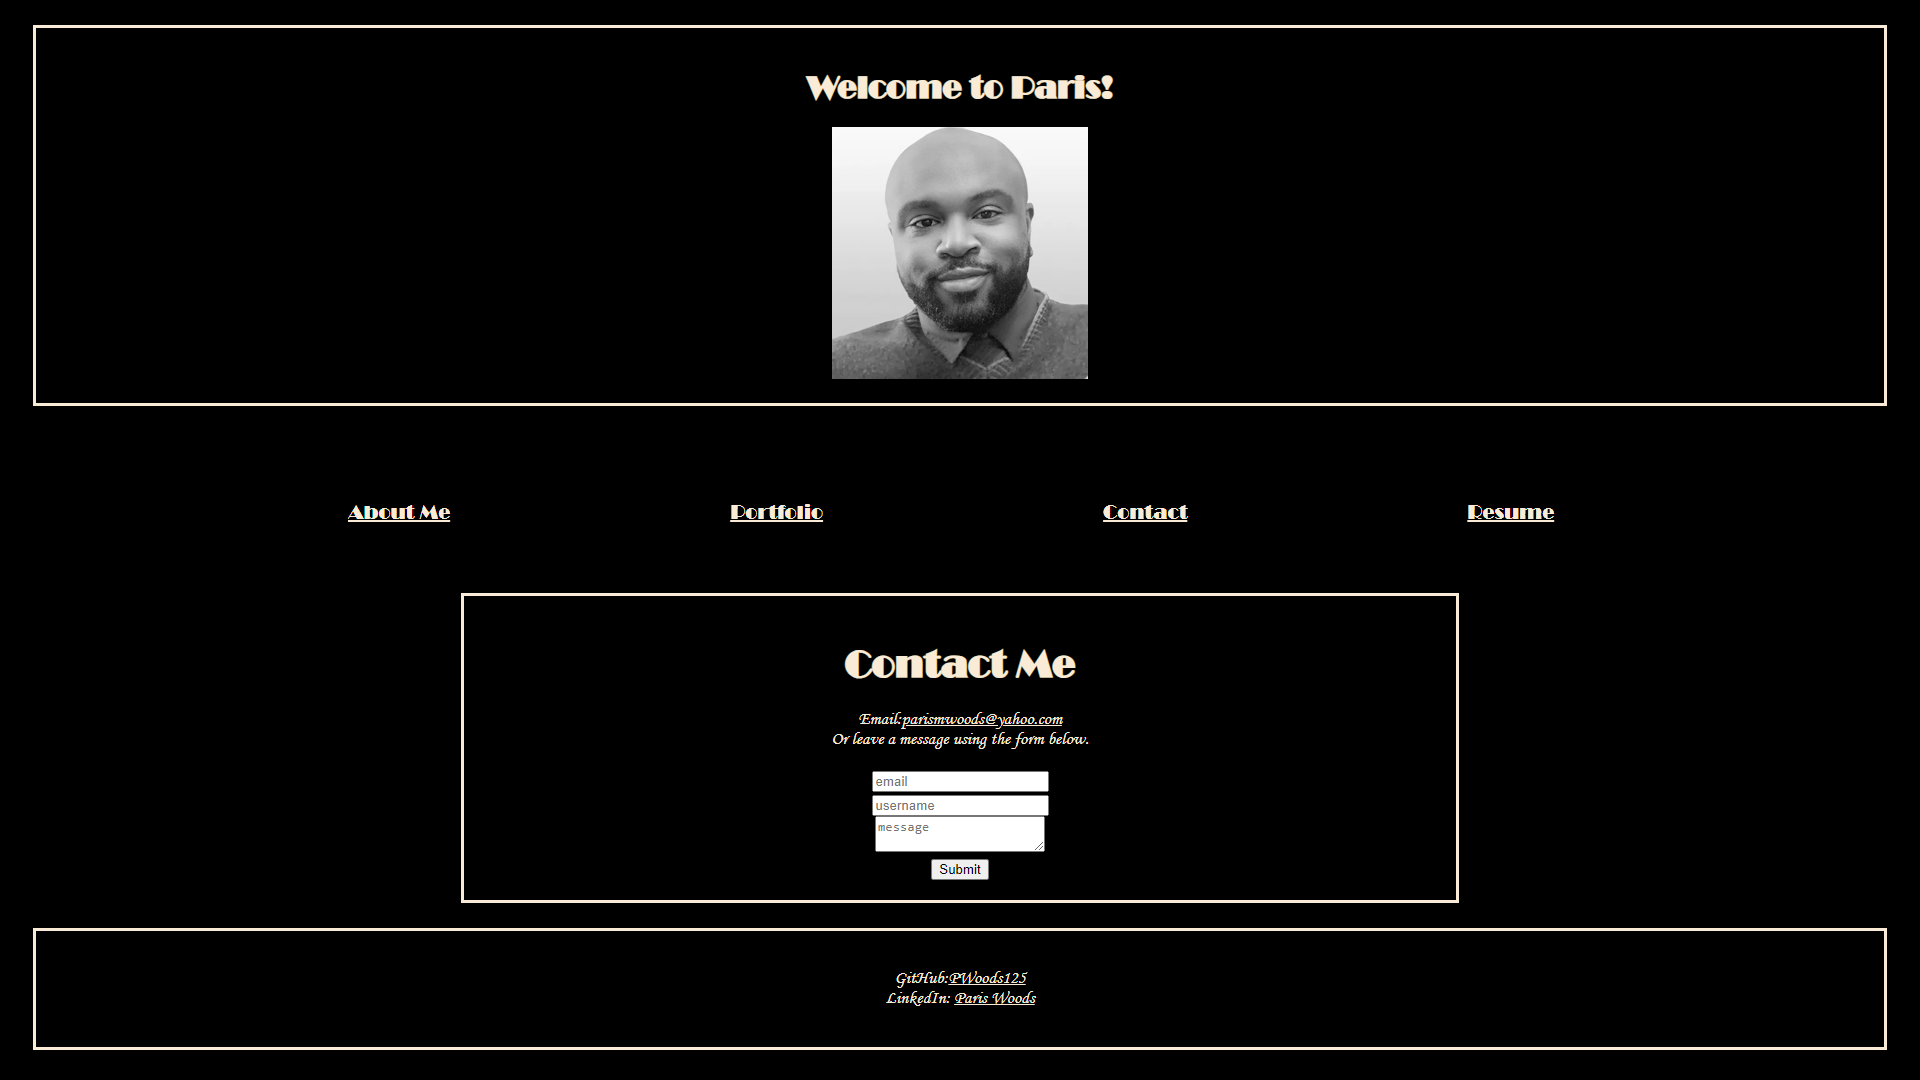 Welcome to Paris!
About Me Portfolio Contact Resume
Contact Me
Email:parismwoods@yahoo.com
Or leave a message using the form below.
email
username
message
Submit
GitHub:PWoods125
LinkedIn: Paris Woods